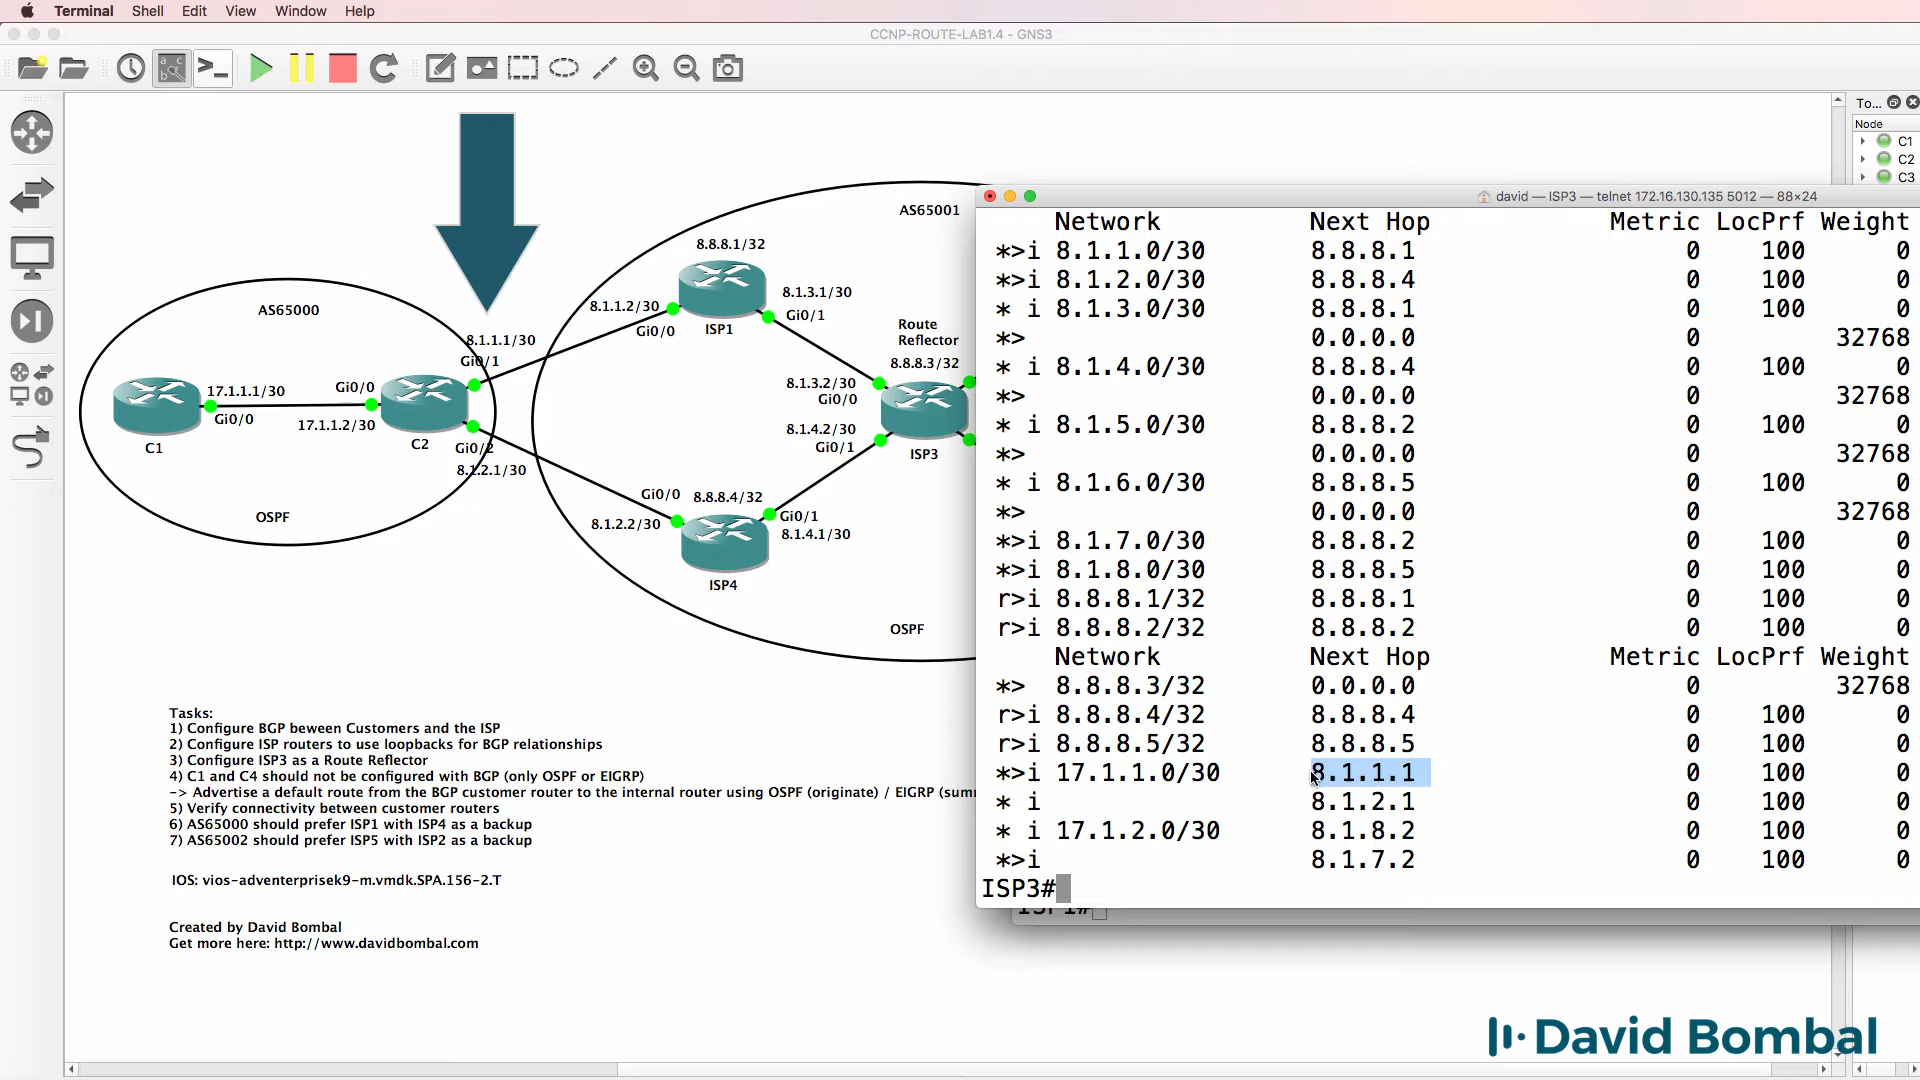 Terminal Shell Edit View Window Help
CCNP-ROUTE-LAB1.4 - GNS3
To...
Node
C1
C2
C3
AS65001
8.8.8.1/32
8.1.3.1/30
8.1.1.2/30
Gi0/1
Gi0/0
ISP1
AS65000
8.1.1.1/30
Gi0/1
Route
Reflector
8.8.8.3/32
17.1.1.1/30
Gi0/0
Gi0/0
17.1.1.2/30
C1
C2
Gi0/2
8.1.2.1/30
8.1.3.2/30
Gi0/0
8.1.4.2/30
Gi0/1
ISP3
OSPF
Gi0/0
8.8.8.4/32
8.1.2.2/30
Gi0/1
8.1.4.1/30
ISP4
OSPF
Tasks:
1) Configure BGP beween Customers and the ISP
2) Configure ISP routers to use loopbacks for BGP relationships
3) Configure ISP3 as a Route Reflector
4) C1 and C4 should not be configured with BGP (only OSPF or EIGRP)
-> Advertise a default route from the BGP customer router to the internal router using OSPF (originate) / EIGRP (sum
5) Verify connectivity between customer routers
6) AS65000 should prefer ISP1 with ISP4 as a backup
7) AS65002 should prefer ISP5 with ISP2 as a backup
IOS: vios-adventerprisek9-m.vmdk.SPA.156-2.T
Created by David Bombal
Get more here: http://www.davidbombal.com
david — ISP3 — telnet 172.16.130.135 5012 — 88×24
Network Next Hop Metric LocPrf Weight
*>i 8.1.1.0/30 8.8.8.1 0 100 0
*>i 8.1.2.0/30 8.8.8.4 0 100 0
* i 8.1.3.0/30 8.8.8.1 0 100 0
*> 0.0.0.0 0 32768
* i 8.1.4.0/30 8.8.8.4 0 100 0
*> 0.0.0.0 0 32768
* i 8.1.5.0/30 8.8.8.2 0 100 0
*> 0.0.0.0 0 32768
* i 8.1.6.0/30 8.8.8.5 0 100 0
*> 0.0.0.0 0 32768
*>i 8.1.7.0/30 8.8.8.2 0 100 0
*>i 8.1.8.0/30 8.8.8.5 0 100 0
r>i 8.8.8.1/32 8.8.8.1 0 100 0
r>i 8.8.8.2/32 8.8.8.2 0 100 0
Network Next Hop Metric LocPrf Weight
*> 8.8.8.3/32 0.0.0.0 0 32768
r>i 8.8.8.4/32 8.8.8.4 0 100 0
r>i 8.8.8.5/32 8.8.8.5 0 100 0
*>i 17.1.1.0/30 8.1.1.1 0 100 0
* i 8.1.2.1 0 100 0
* i 17.1.2.0/30 8.1.8.2 0 100 0
*>i 8.1.7.2 0 100 0
ISP3#
ISP1#
David Bombal